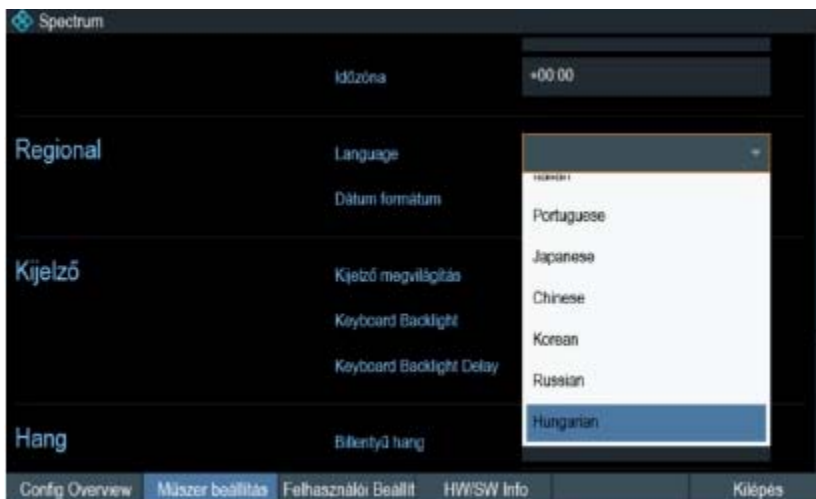 Spectrum
Időzóna
+00:00
Regional
Language
Dátum formátum
Portuguese
Japanese
Chinese
Korean
Russian
Hungarian
Kijelző
Kijelző megvilágítás
Keyboard Backlight
Keyboard Backlight Delay
Hang
Billentyű hang
Config Overview Műszer beállítás Felhasználói Beállít HW/SW Info Kilépés